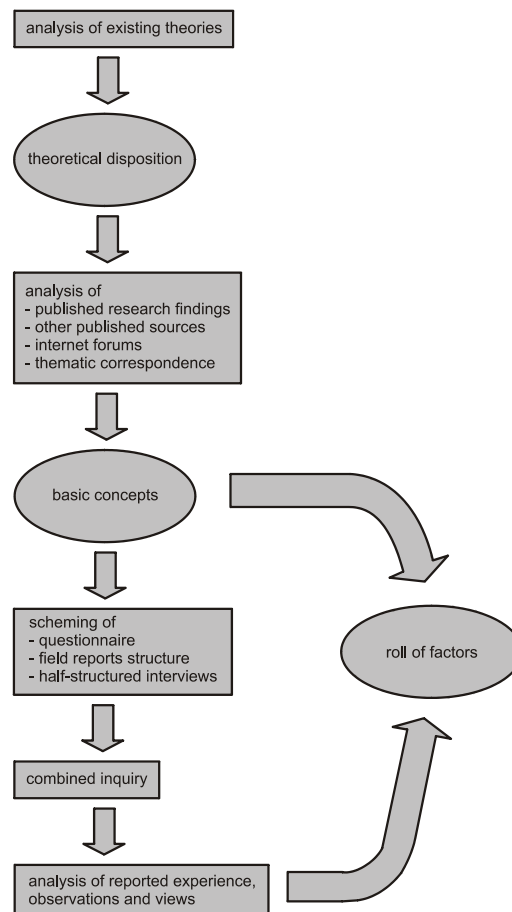 analysis of existing theories
theoretical disposition
analysis of
- published research findings
- other published sources
- internet forums
- thematic correspondence
basic concepts
scheming of
- questionnaire
- field reports structure
- half-structured interviews
roll of factors
combined inquiry
analysis of reported experience,
observations and views